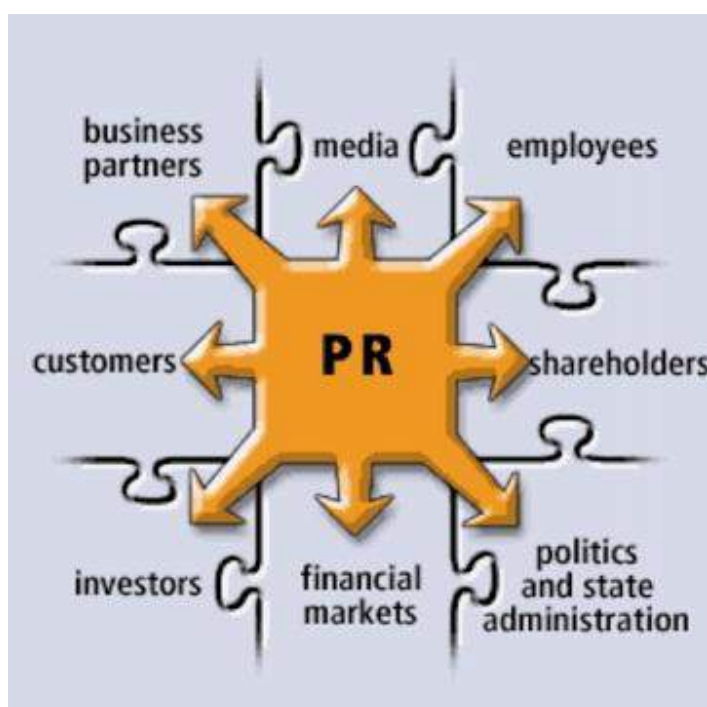 business
partners
media
employees
customers
PR
shareholders
investors
financial
markets
politics
and state
administration